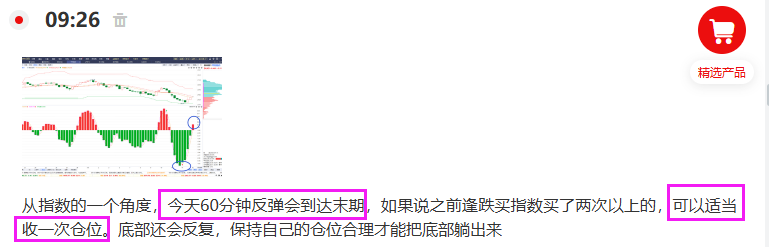 09:26
精选产品
从指数的一个角度，今天60分钟反弹会到达末期，如果说之前逢跌买指数买了两次以上的，可以适当
收一次仓位。底部还会反复，保持自己的仓位合理才能把底部躺出来